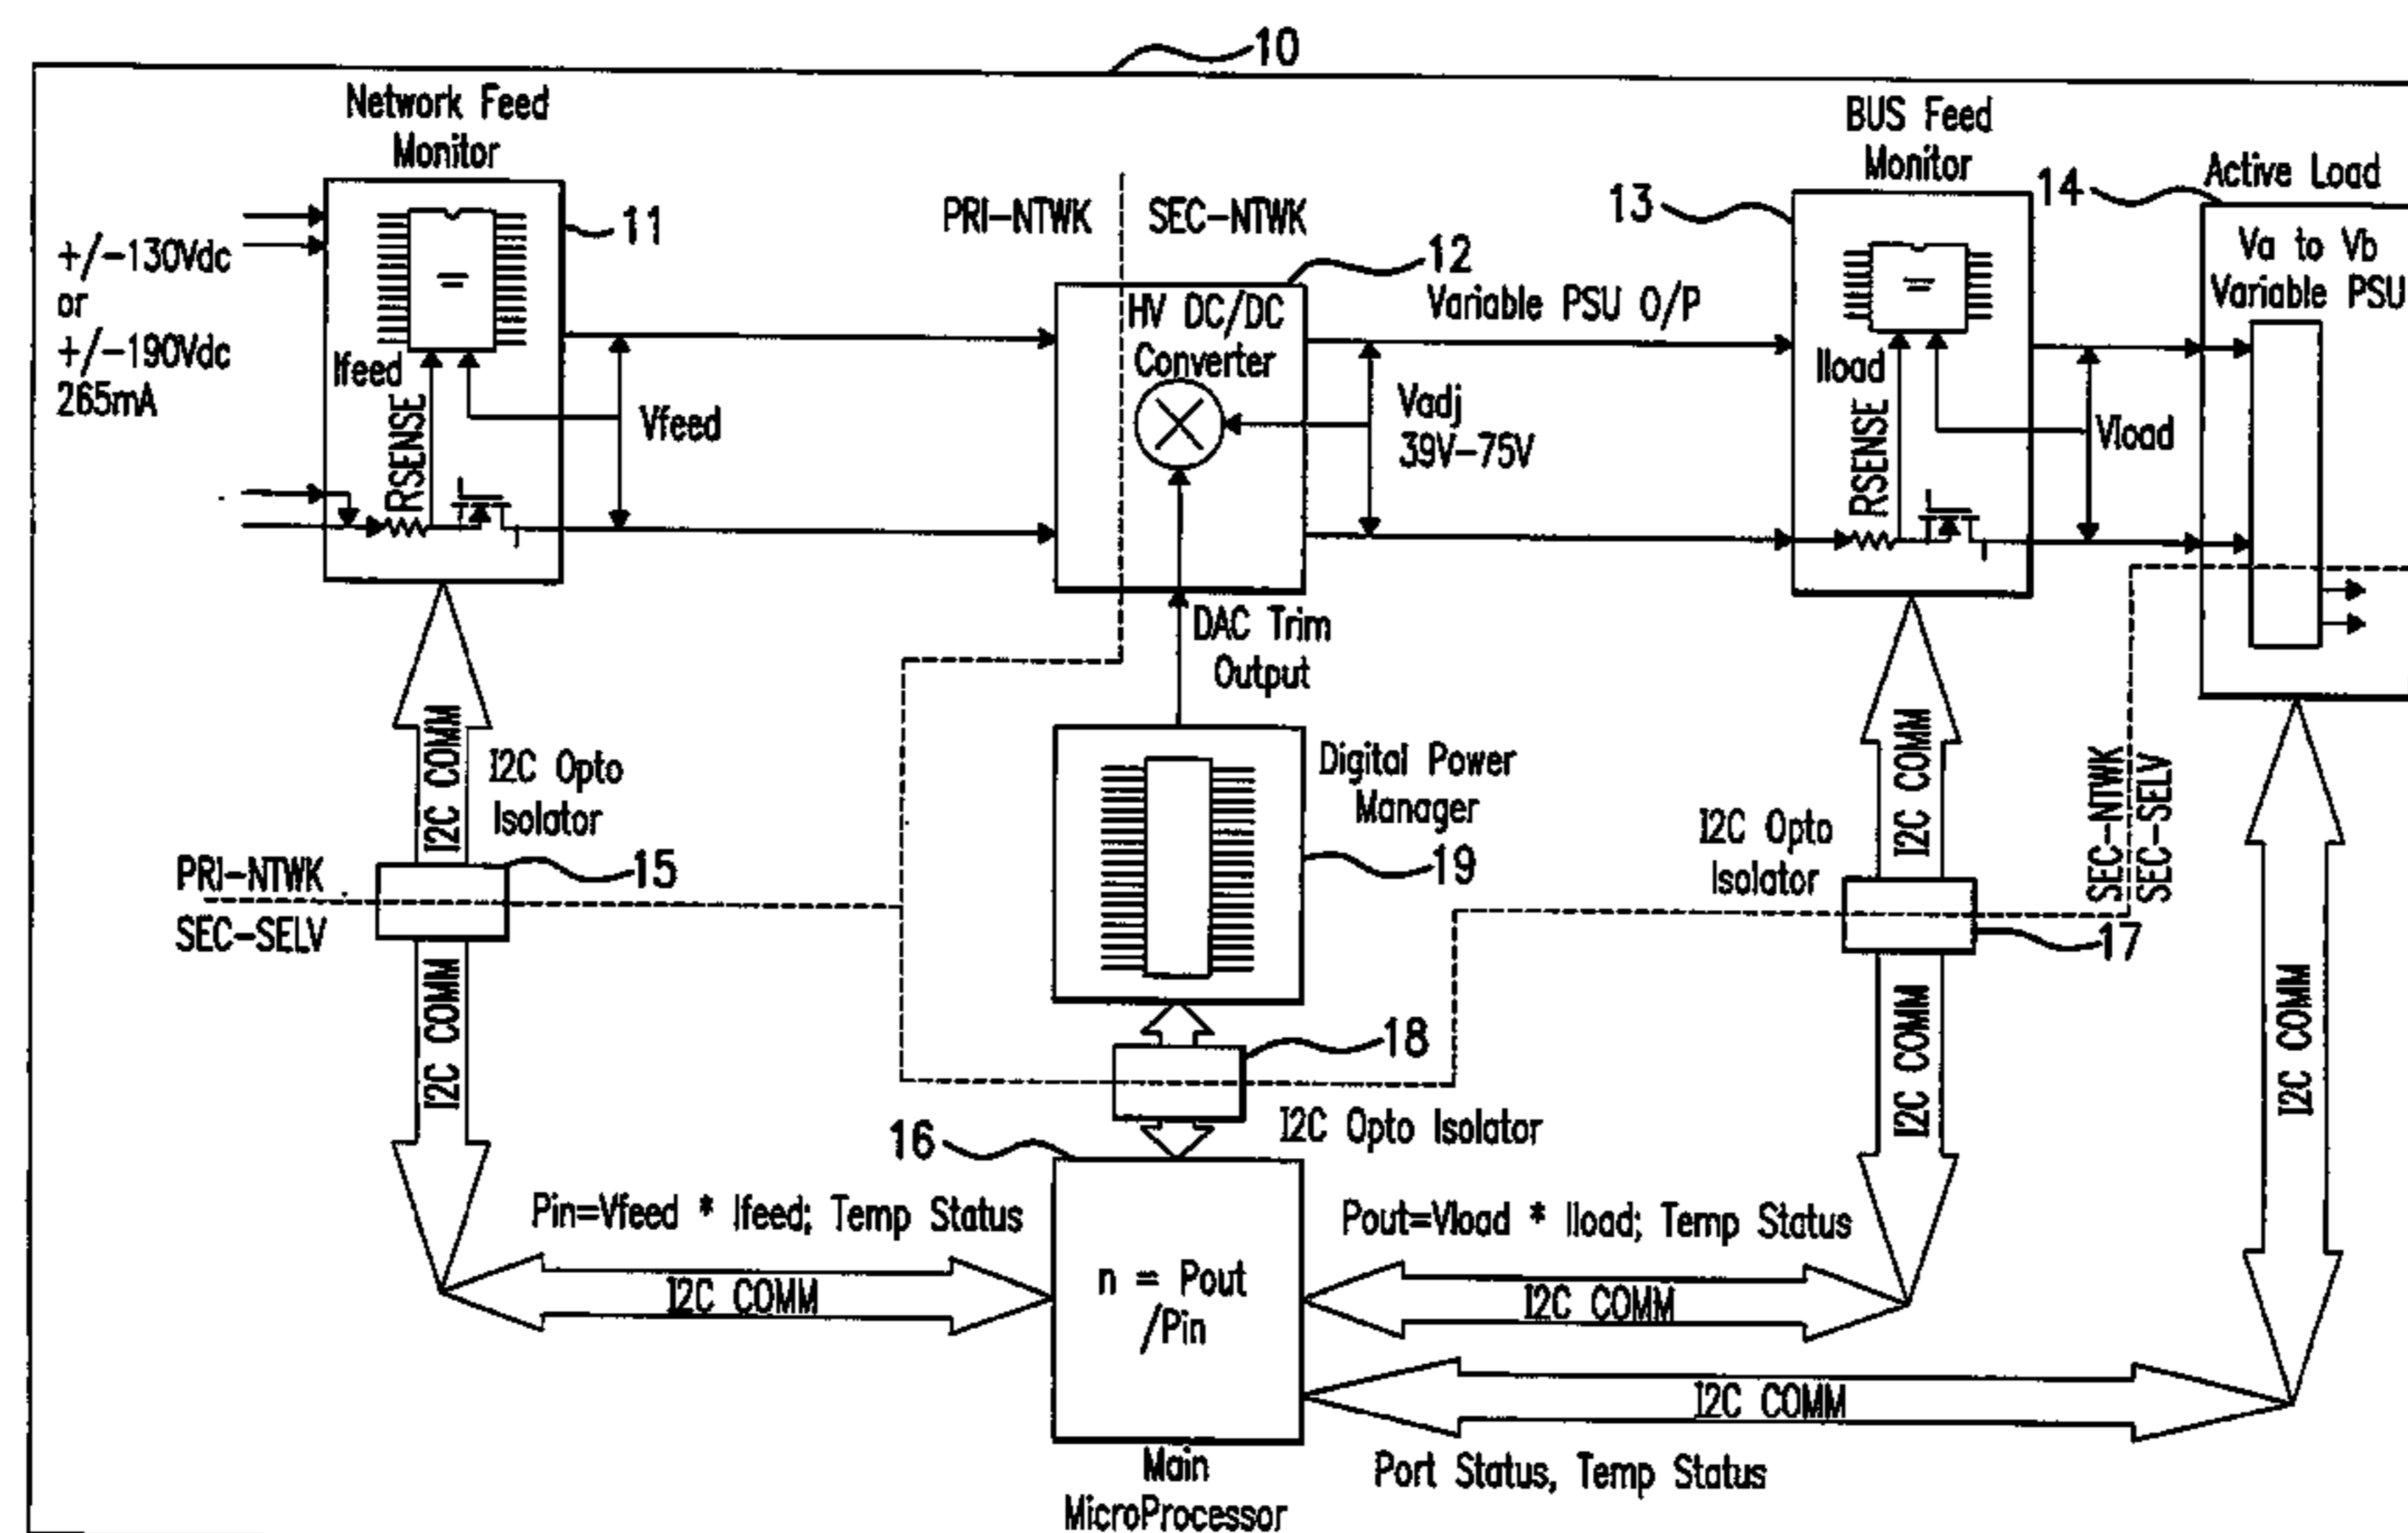 10
Network Feed
Monitor
11
+/-130Vdc
or
+/-190Vdc
265mA
Ifeed
RSENSE
Vfeed
PRI-NTWK
SEC-NTWK
12
HV DC/DC
Converter
Variable PSU O/P
Vadj
39V-75V
BUS Feed
Monitor
13
Iload
RSENSE
Vload
14
Active Load
Va to Vb
Variable PSU
DAC Trim
Output
I2C COMM
I2C Opto
Isolator
PRI-NTWK
SEC-SELV
15
I2C COMM
Digital Power
Manager
19
I2C COMM
I2C Opto
Isolator
SEC-NTWK
SEC-SELV
17
I2C COMM
I2C COMM
18
I2C Opto Isolator
16
Pin=Vfeed * Ifeed; Temp Status
I2C COMM
n = Pout
/Pin
Main
MicroProcessor
Pout=Vload * Iload; Temp Status
I2C COMM
I2C COMM
Port Status, Temp Status